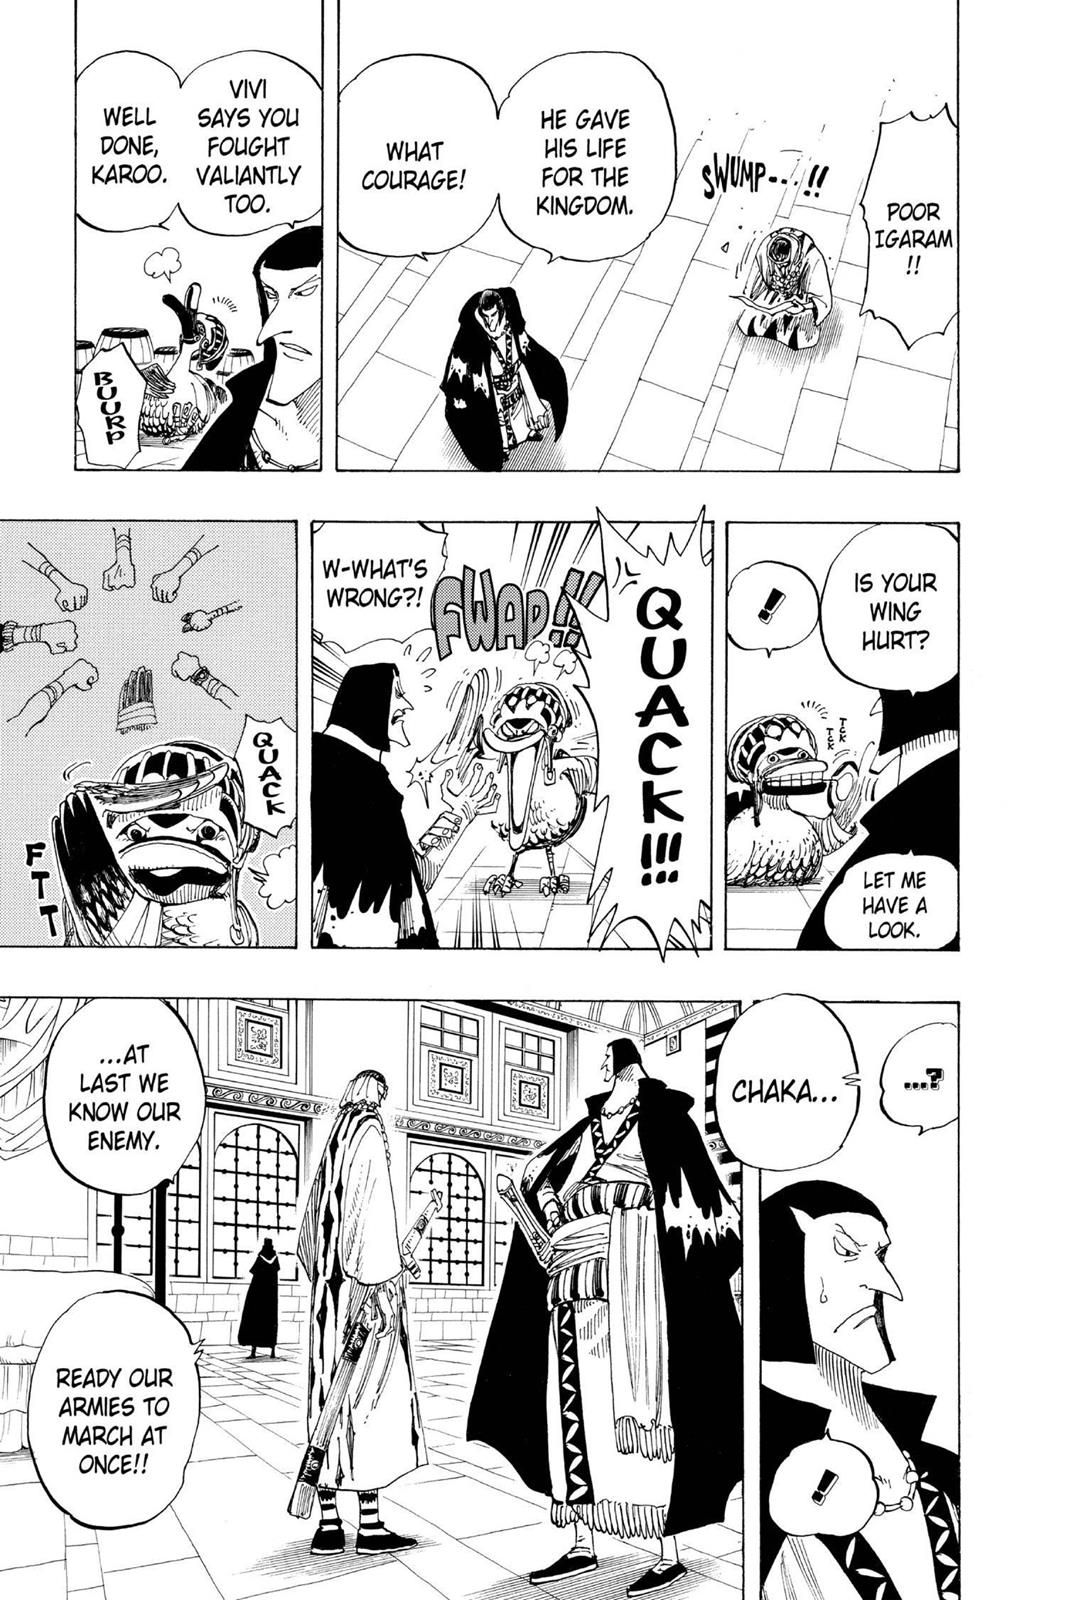 POOR
IGARAM
!!
SWUMP---!!
HE GAVE
HIS LIFE
FOR THE
KINGDOM.
WHAT
COURAGE!
VIVI
SAYS YOU
FOUGHT
VALIANTLY
TOO.
WELL
DONE,
KAROO.
BUURP
IS YOUR
WING
HURT?
!
TCK
TCK
LET ME
HAVE A
LOOK.
QUACK!!!
FWAP!!
W-WHAT'S
WRONG?!
QUACK
FTT
...?
CHAKA...
!
...AT
LAST WE
KNOW OUR
ENEMY.
READY OUR
ARMIES TO
MARCH AT
ONCE!!